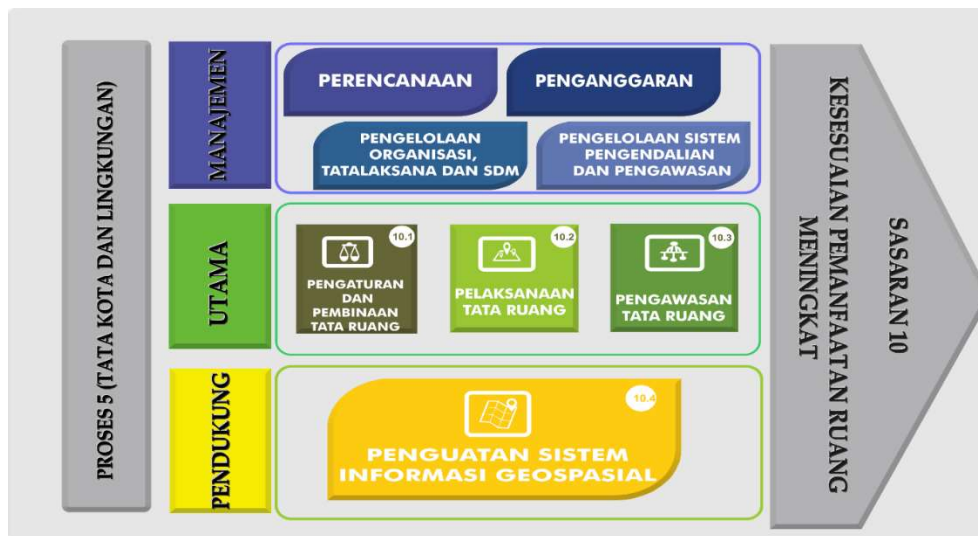 PROSES 5 (TATA KOTA DAN LINGKUNGAN)
MANAJEMEN
PERENCANAAN
PENGANGGARAN
PENGELOLAAN
ORGANISASI,
TATALAKSANA DAN SDM
PENGELOLAAN SISTEM
PENGENDALIAN
DAN PENGAWASAN
UTAMA
10.1
PENGATURAN
DAN
PEMBINAAN
TATA RUANG
10.2
PELAKSANAAN
TATA RUANG
10.3
PENGAWASAN
TATA RUANG
PENDUKUNG
10.4
PENGUATAN SISTEM
INFORMASI GEOSPASIAL
SASARAN 10
KESESUAIAN PEMANFAATAN RUANG
MENINGKAT